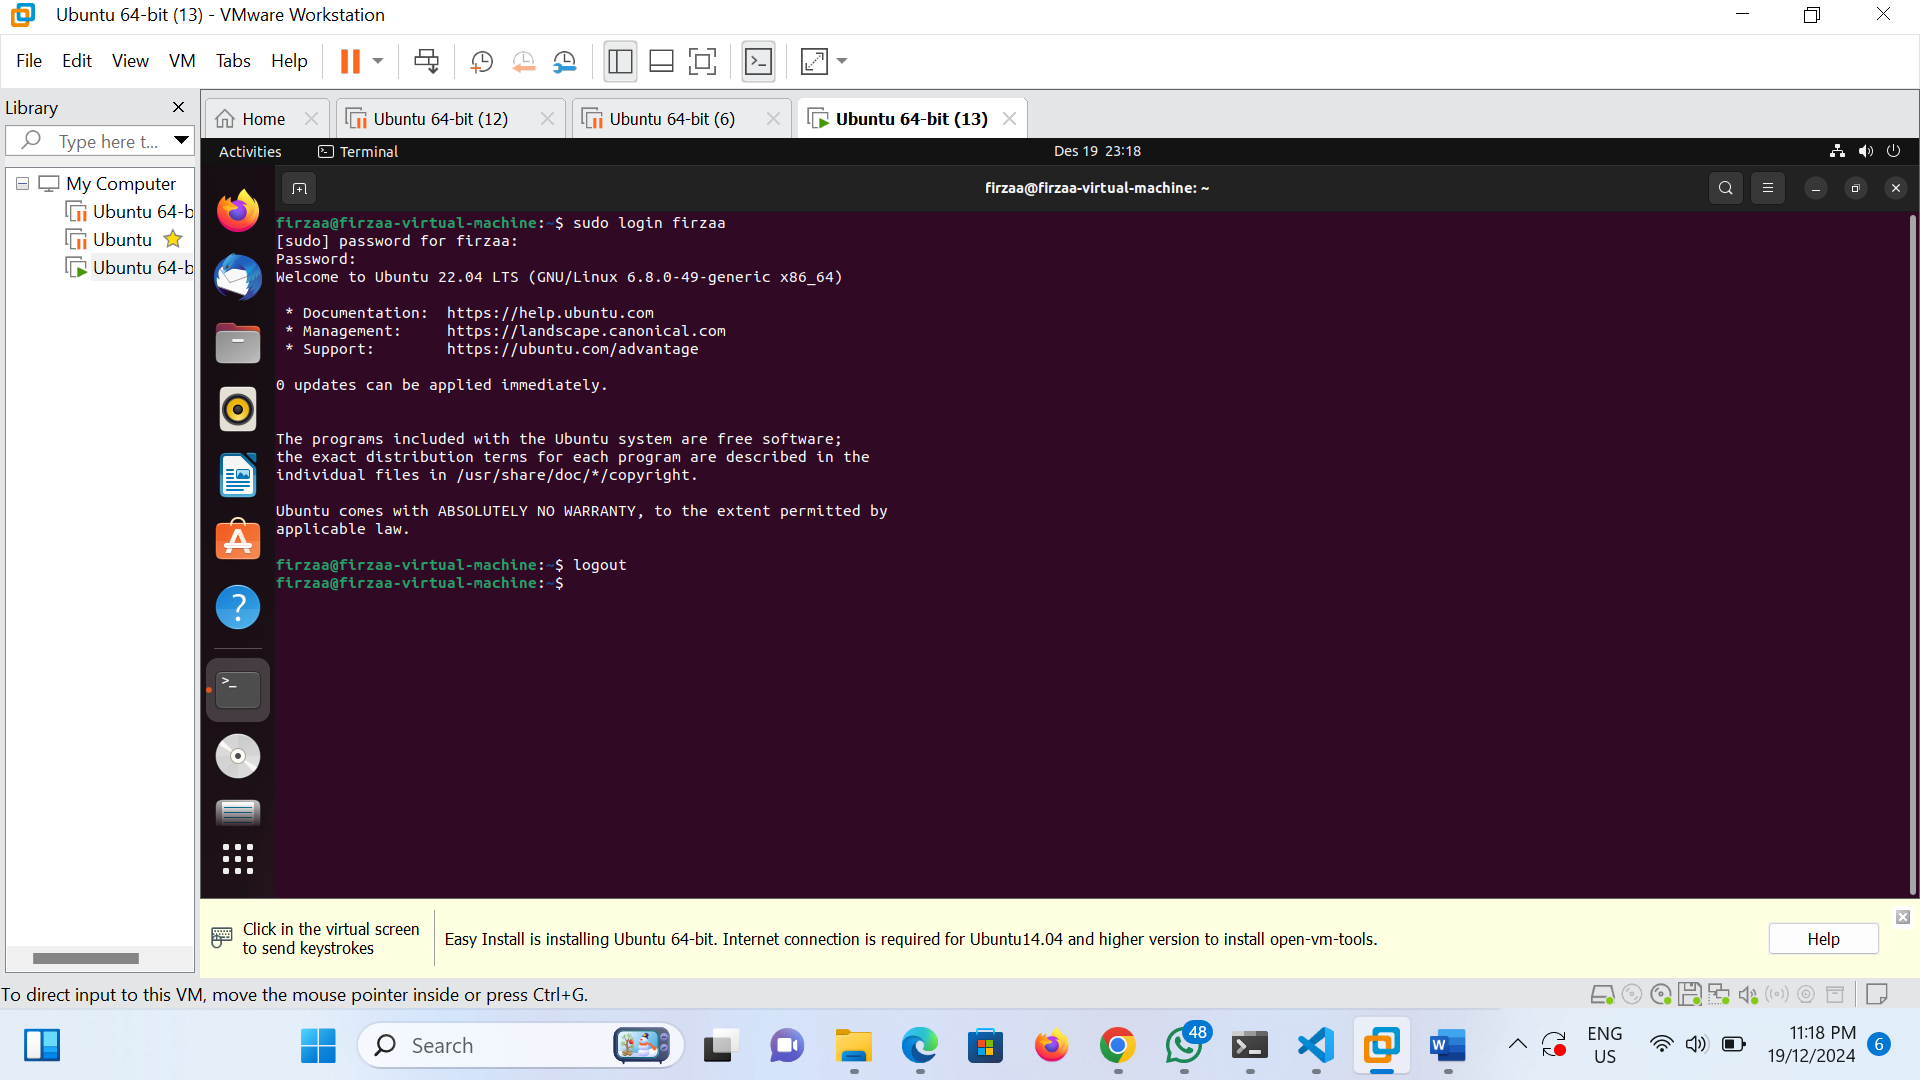 Ubuntu 64-bit (13) - VMware Workstation
File Edit View VM Tabs Help
Library
Type here t...
My Computer
Ubuntu 64-b
Ubuntu
Ubuntu 64-b
Home
Ubuntu 64-bit (12)
Ubuntu 64-bit (6)
Ubuntu 64-bit (13)
Activities
Terminal
Des 19 23:18
firzaa@firzaa-virtual-machine: ~
firzaa@firzaa-virtual-machine:~$ sudo login firzaa
[sudo] password for firzaa:
Password:
Welcome to Ubuntu 22.04 LTS (GNU/Linux 6.8.0-49-generic x86_64)
* Documentation: https://help.ubuntu.com
* Management: https://landscape.canonical.com
* Support: https://ubuntu.com/advantage
0 updates can be applied immediately.
The programs included with the Ubuntu system are free software;
the exact distribution terms for each program are described in the
individual files in /usr/share/doc/*/copyright.
Ubuntu comes with ABSOLUTELY NO WARRANTY, to the extent permitted by
applicable law.
firzaa@firzaa-virtual-machine:~$ logout
firzaa@firzaa-virtual-machine:~$
Click in the virtual screen
to send keystrokes
Easy Install is installing Ubuntu 64-bit. Internet connection is required for Ubuntu14.04 and higher version to install open-vm-tools.
Help
To direct input to this VM, move the mouse pointer inside or press Ctrl+G.
Search
48
ENG
US
11:18 PM
19/12/2024
6